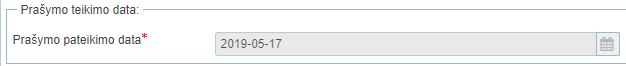 Prašymo teikimo data:
Prašymo pateikimo data* 2019-05-17